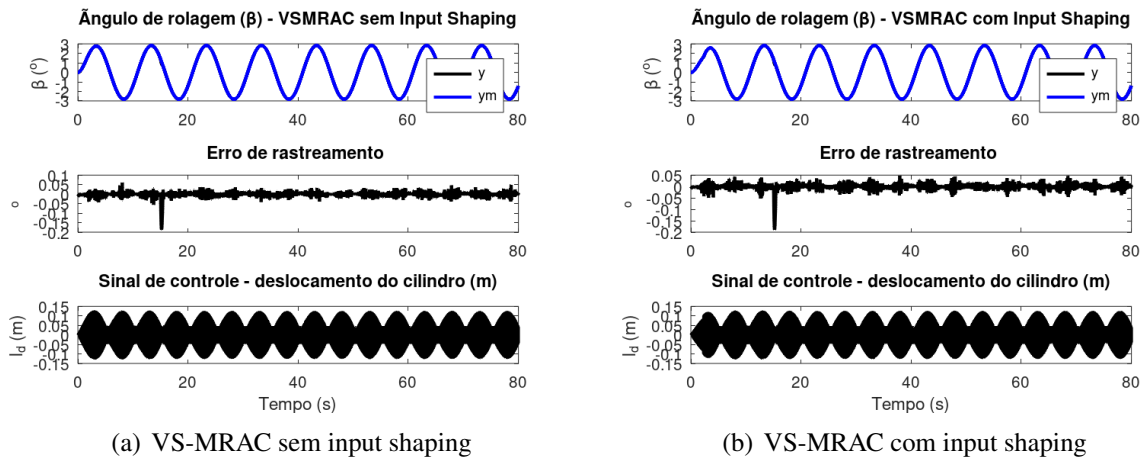 Ãngulo de rolagem (β) - VSMRAC sem Input Shaping
3
2
1
0
-1
-2
-3
β (º)
y
ym
0 20 40 60 80
Erro de rastreamento
0.1
0.05
0
-0.05
-0.1
-0.15
-0.2
o
0 20 40 60 80
Sinal de controle - deslocamento do cilindro (m)
0.15
0.1
0.05
0
-0.05
-0.1
-0.15
l_d (m)
0 20 40 60 80
Tempo (s)
(a) VS-MRAC sem input shaping
Ãngulo de rolagem (β) - VSMRAC com Input Shaping
3
2
1
0
-1
-2
-3
β (º)
y
ym
0 20 40 60 80
Erro de rastreamento
0.05
0
-0.05
-0.1
-0.15
-0.2
o
0 20 40 60 80
Sinal de controle - deslocamento do cilindro (m)
0.15
0.1
0.05
0
-0.05
-0.1
-0.15
l_d (m)
0 20 40 60 80
Tempo (s)
(b) VS-MRAC com input shaping